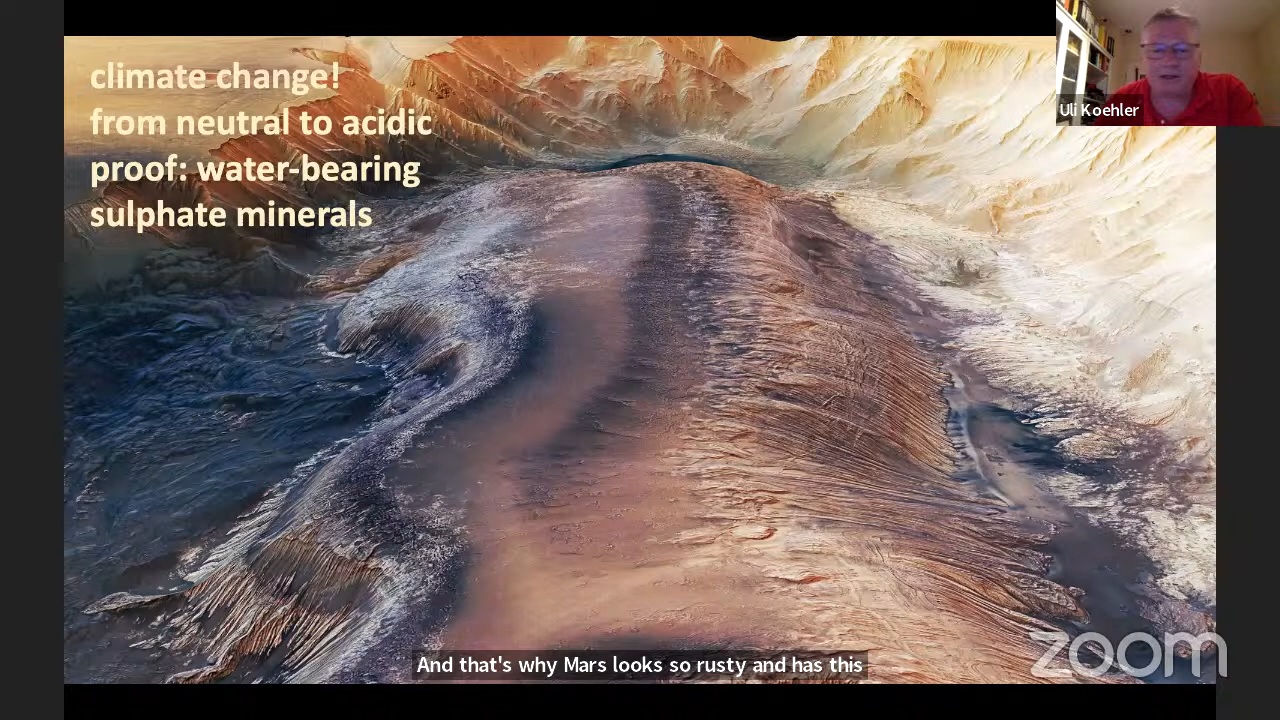 climate change!
from neutral to acidic
proof: water-bearing
sulphate minerals
Uli Koehler
And that's why Mars looks so rusty and has this
zoom